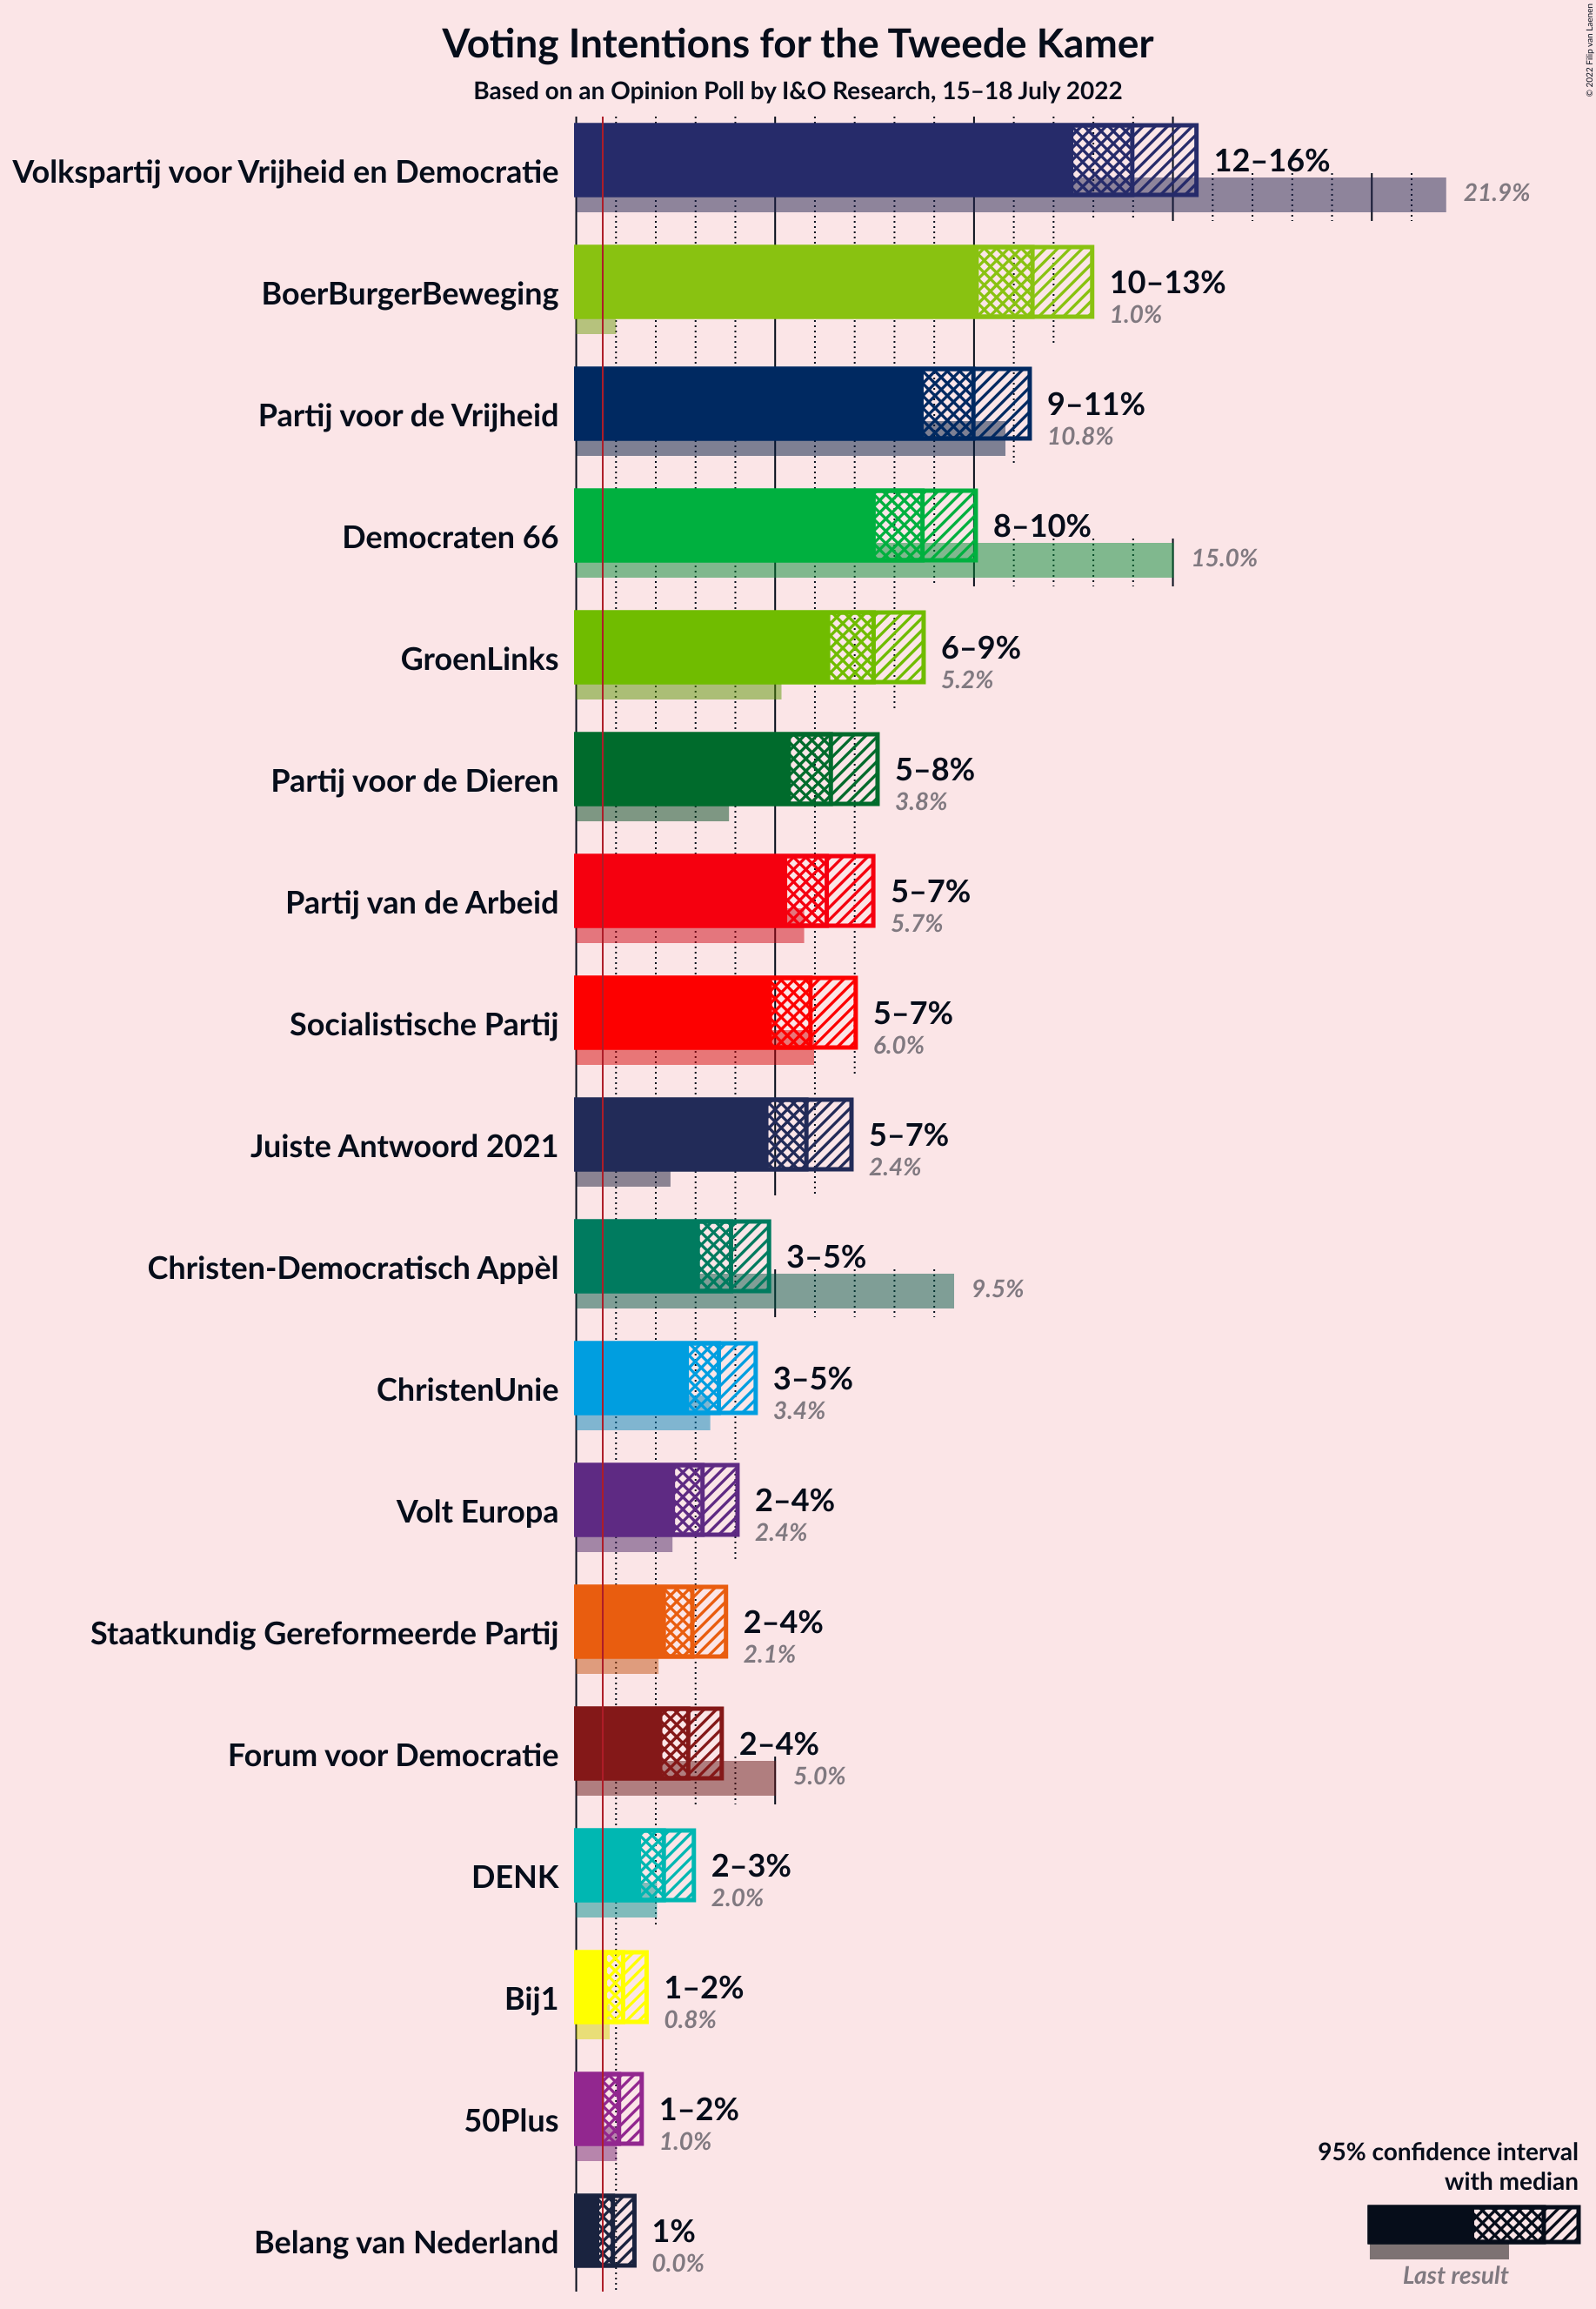 © 2022 Filip van Laenen
Voting Intentions for the Tweede Kamer
Based on an Opinion Poll by I&O Research, 15–18 July 2022
Volkspartij voor Vrijheid en Democratie
12–16%
21.9%
BoerBurgerBeweging
10–13%
1.0%
Partij voor de Vrijheid
9–11%
10.8%
Democraten 66
8–10%
15.0%
GroenLinks
6–9%
5.2%
Partij voor de Dieren
5–8%
3.8%
Partij van de Arbeid
5–7%
5.7%
Socialistische Partij
5–7%
6.0%
Juiste Antwoord 2021
5–7%
2.4%
Christen-Democratisch Appèl
3–5%
9.5%
ChristenUnie
3–5%
3.4%
Volt Europa
2–4%
2.4%
Staatkundig Gereformeerde Partij
2–4%
2.1%
Forum voor Democratie
2–4%
5.0%
DENK
2–3%
2.0%
Bij1
1–2%
0.8%
50Plus
1–2%
1.0%
Belang van Nederland
1%
0.0%
95% confidence interval
with median
Last result